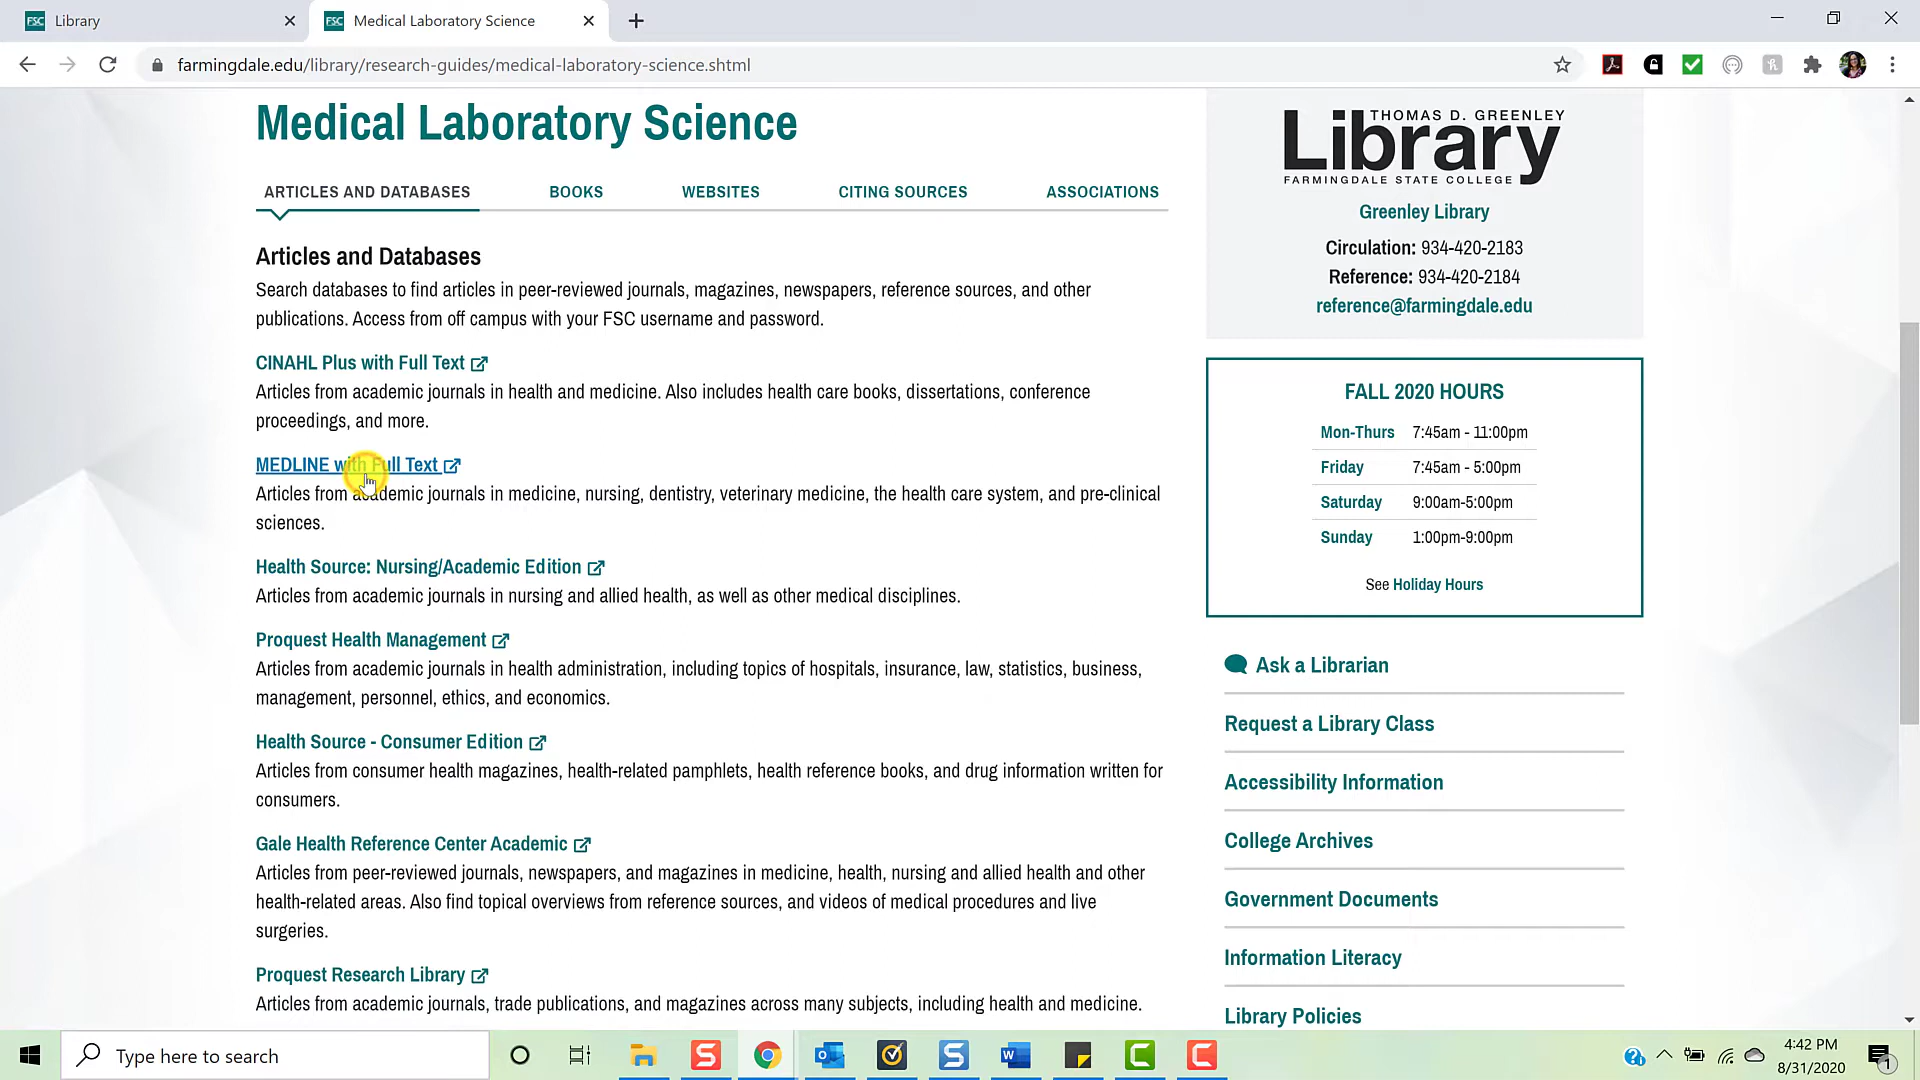 Library
Medical Laboratory Science
farmingdale.edu/library/research-guides/medical-laboratory-science.shtml
Medical Laboratory Science
ARTICLES AND DATABASES
BOOKS
WEBSITES
CITING SOURCES
ASSOCIATIONS
Articles and Databases
Search databases to find articles in peer-reviewed journals, magazines, newspapers, reference sources, and other
publications. Access from off campus with your FSC username and password.
CINAHL Plus with Full Text
Articles from academic journals in health and medicine. Also includes health care books, dissertations, conference
proceedings, and more.
MEDLINE with Full Text
Articles from academic journals in medicine, nursing, dentistry, veterinary medicine, the health care system, and pre-clinical
sciences.
Health Source: Nursing/Academic Edition
Articles from academic journals in nursing and allied health, as well as other medical disciplines.
Proquest Health Management
Articles from academic journals in health administration, including topics of hospitals, insurance, law, statistics, business,
management, personnel, ethics, and economics.
Health Source - Consumer Edition
Articles from consumer health magazines, health-related pamphlets, health reference books, and drug information written for
consumers.
Gale Health Reference Center Academic
Articles from peer-reviewed journals, newspapers, and magazines in medicine, health, nursing and allied health and other
health-related areas. Also find topical overviews from reference sources, and videos of medical procedures and live
surgeries.
Proquest Research Library
Articles from academic journals, trade publications, and magazines across many subjects, including health and medicine.
THOMAS D. GREENLEY
Library
FARMINGDALE STATE COLLEGE
Greenley Library
Circulation: 934-420-2183
Reference: 934-420-2184
reference@farmingdale.edu
FALL 2020 HOURS
Mon-Thurs 7:45am - 11:00pm
Friday 7:45am - 5:00pm
Saturday 9:00am-5:00pm
Sunday 1:00pm-9:00pm
See Holiday Hours
Ask a Librarian
Request a Library Class
Accessibility Information
College Archives
Government Documents
Information Literacy
Library Policies
Type here to search
4:42 PM
8/31/2020
1